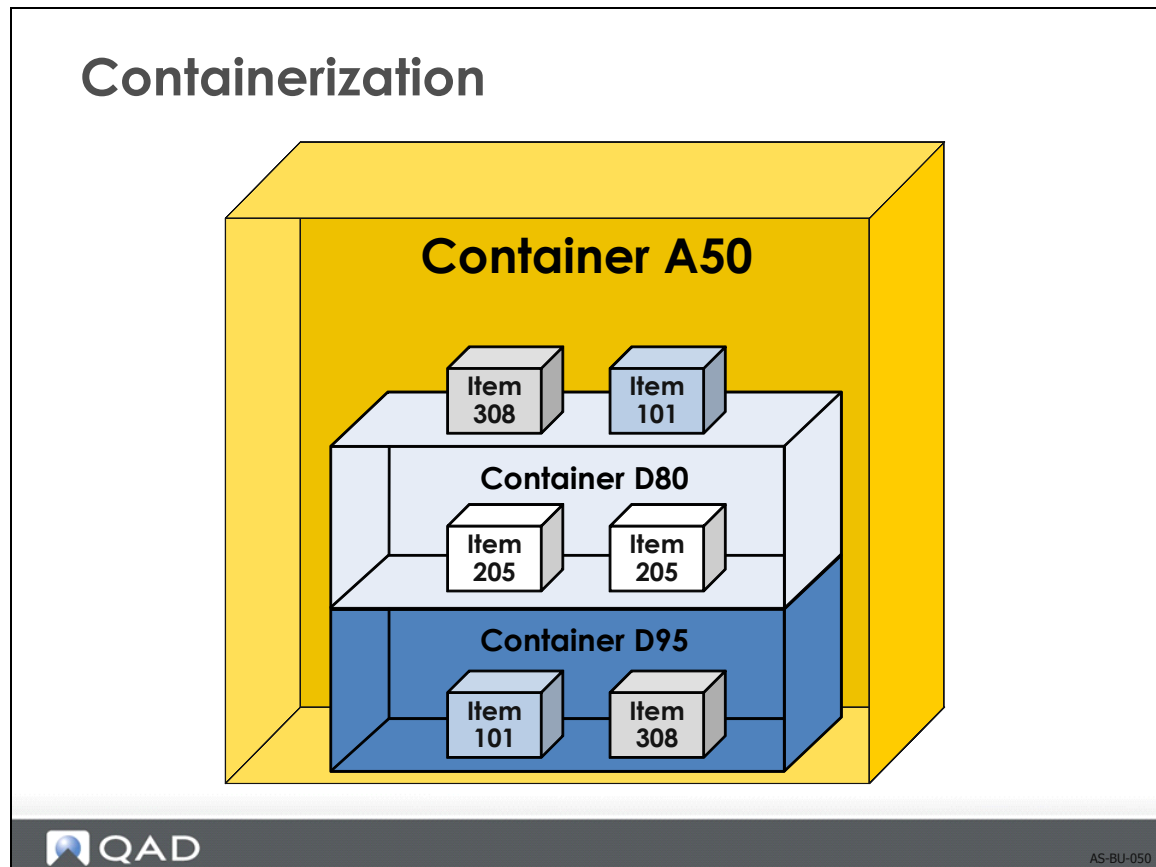 Containerization
Container A50
Item
308
Item
101
Container D80
Item
205
Item
205
Container D95
Item
101
Item
308
QAD
AS-BU-050